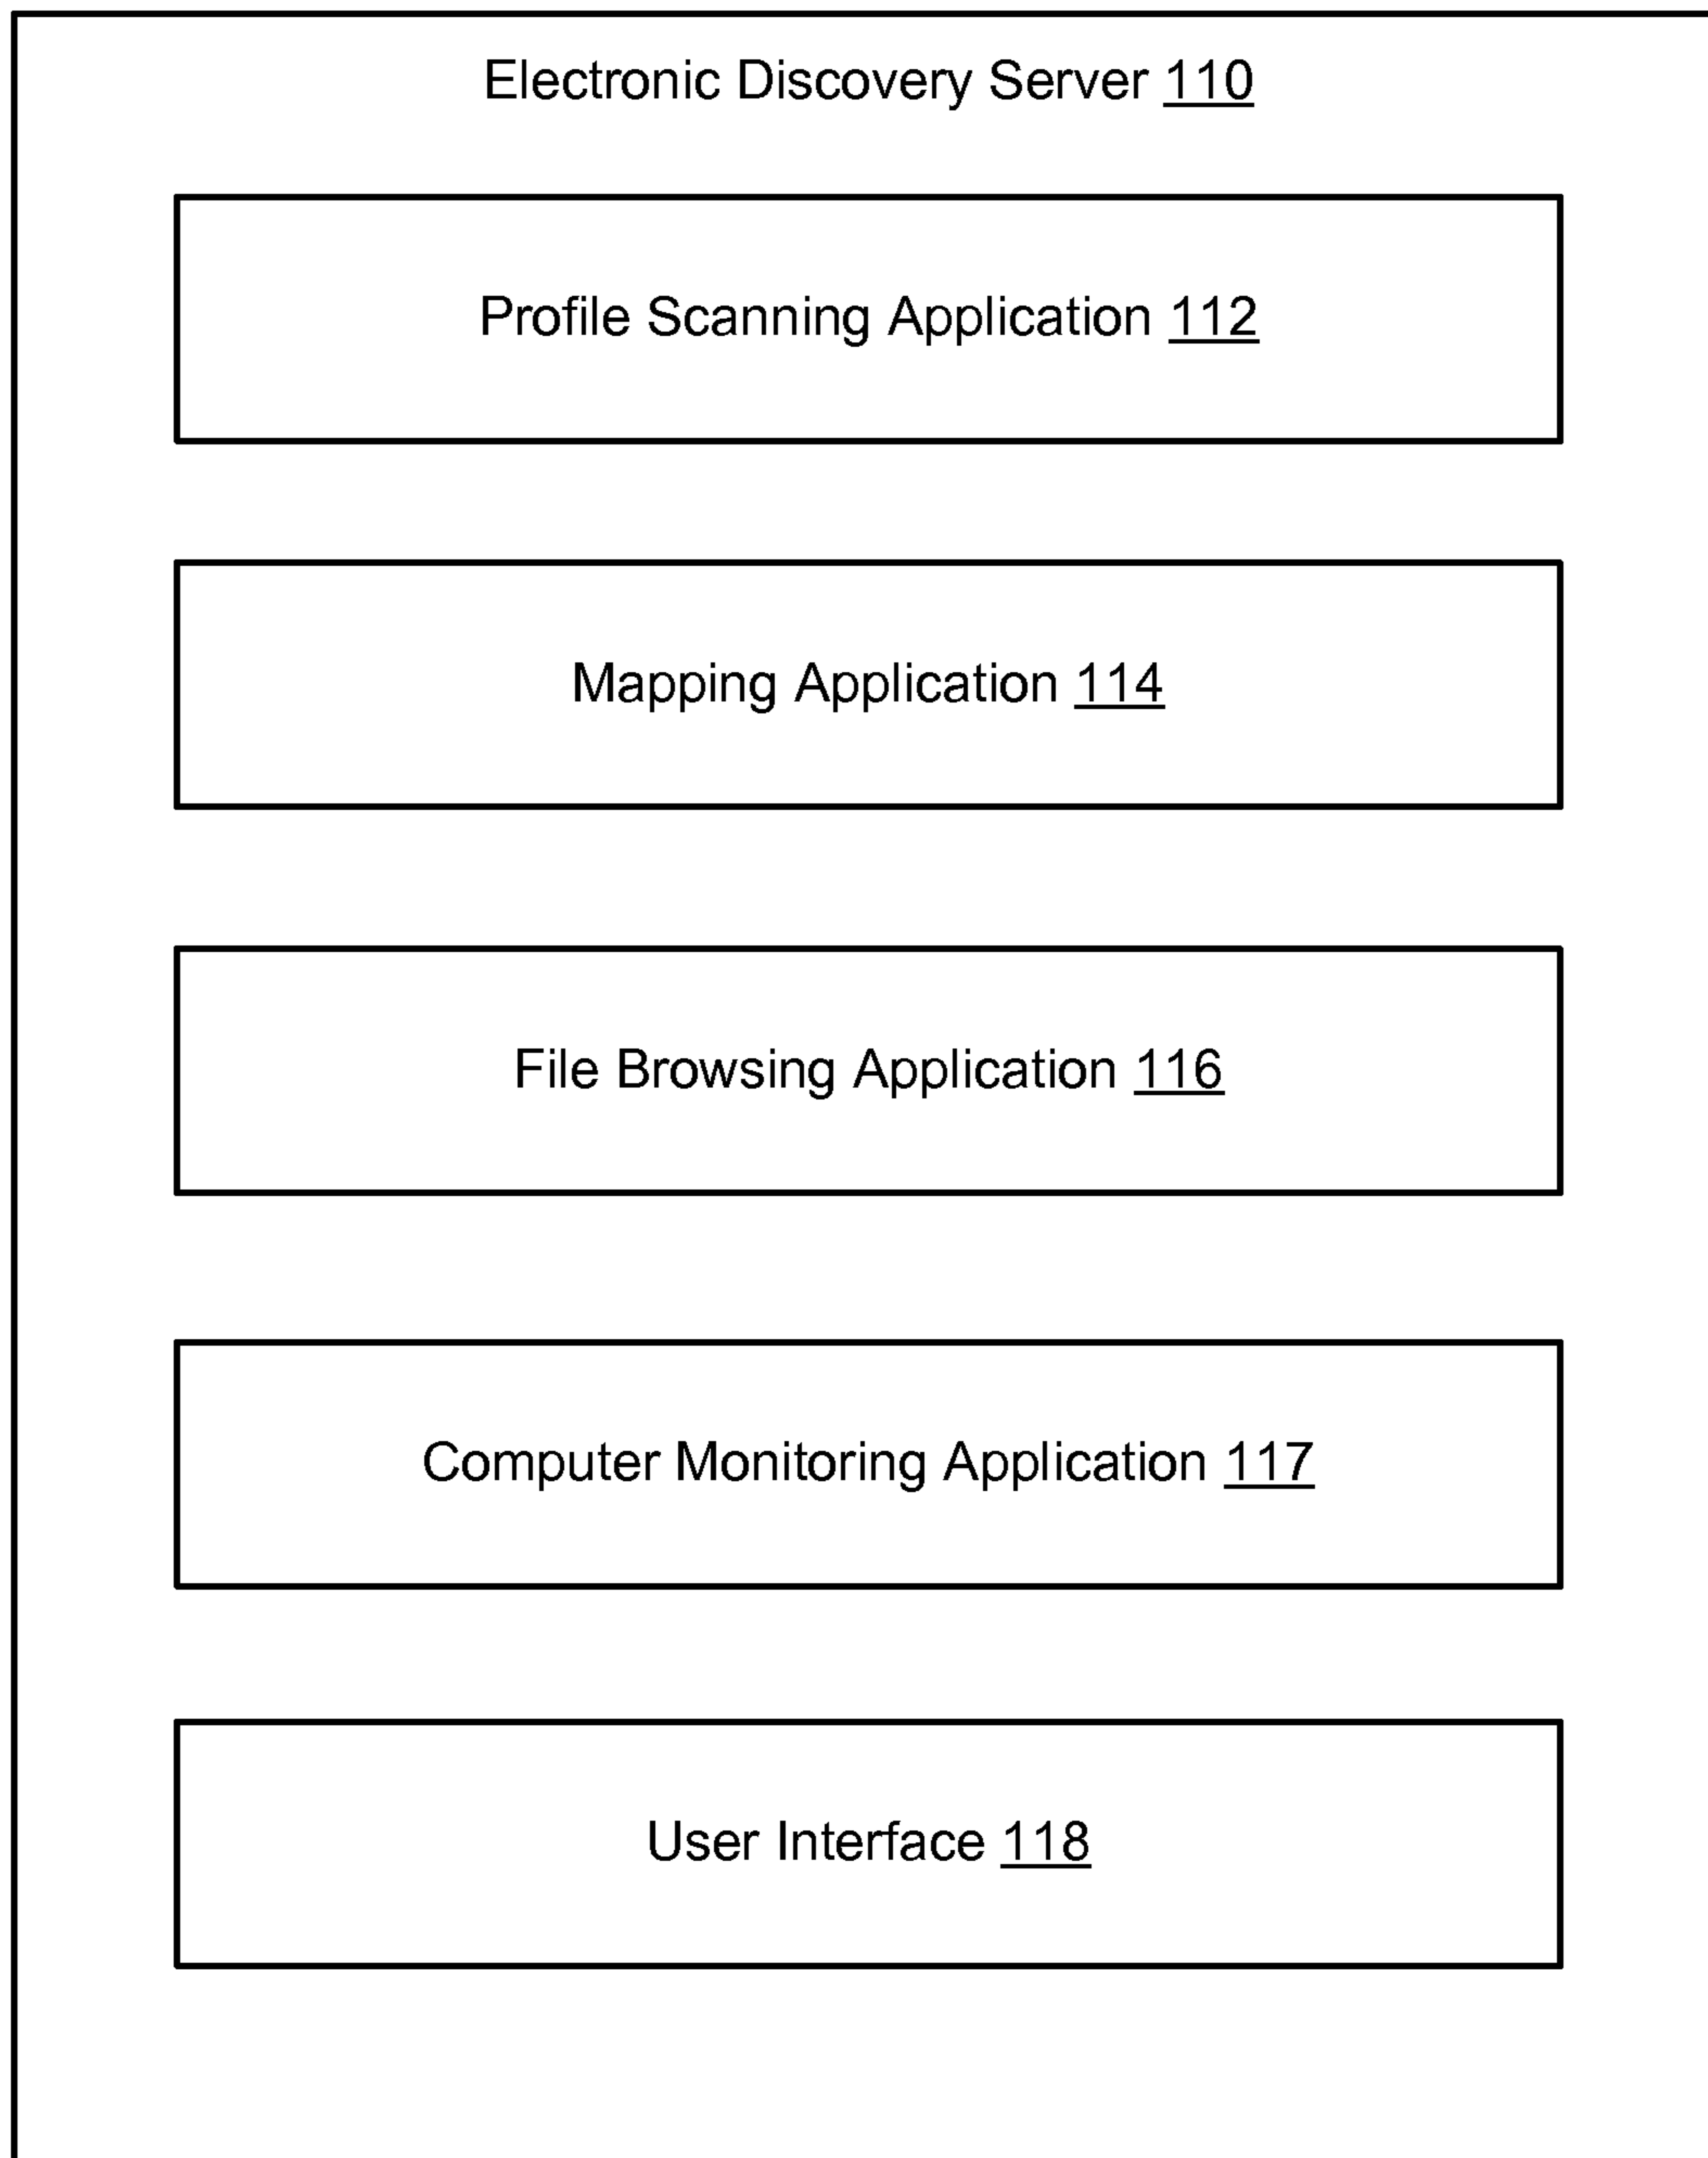 Electronic Discovery Server 110
Profile Scanning Application 112
Mapping Application 114
File Browsing Application 116
Computer Monitoring Application 117
User Interface 118